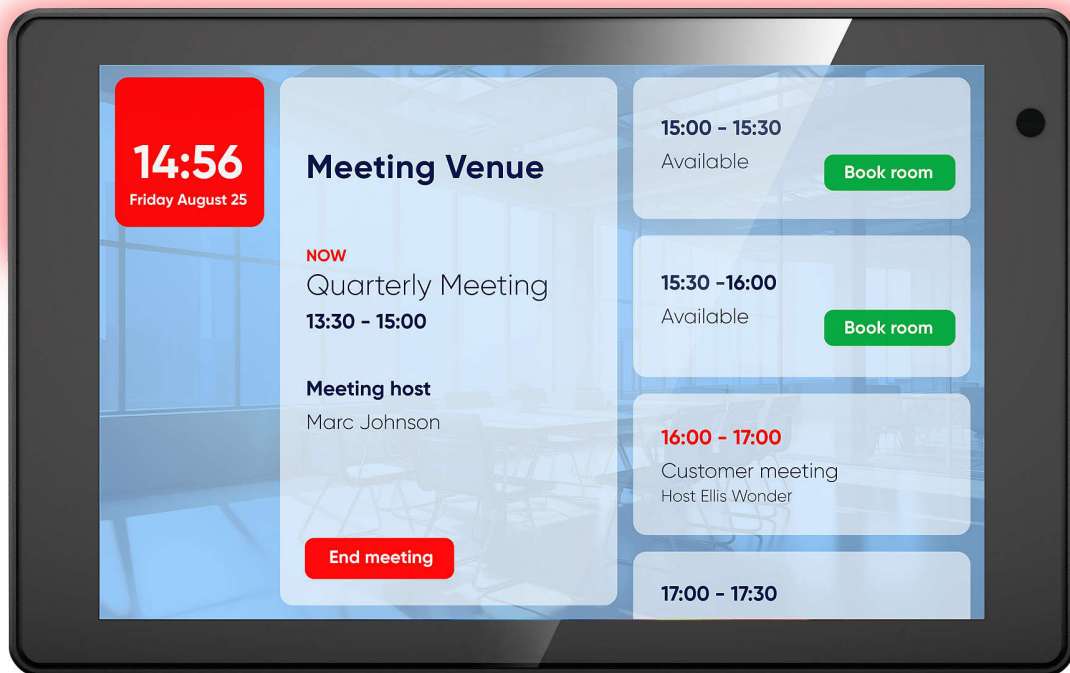 14:56
Friday August 25
Meeting Venue
NOW
Quarterly Meeting
13:30 - 15:00
Meeting host
Marc Johnson
End meeting
15:00 - 15:30
Available
Book room
15:30 -16:00
Available
Book room
16:00 - 17:00
Customer meeting
Host Ellis Wonder
17:00 - 17:30